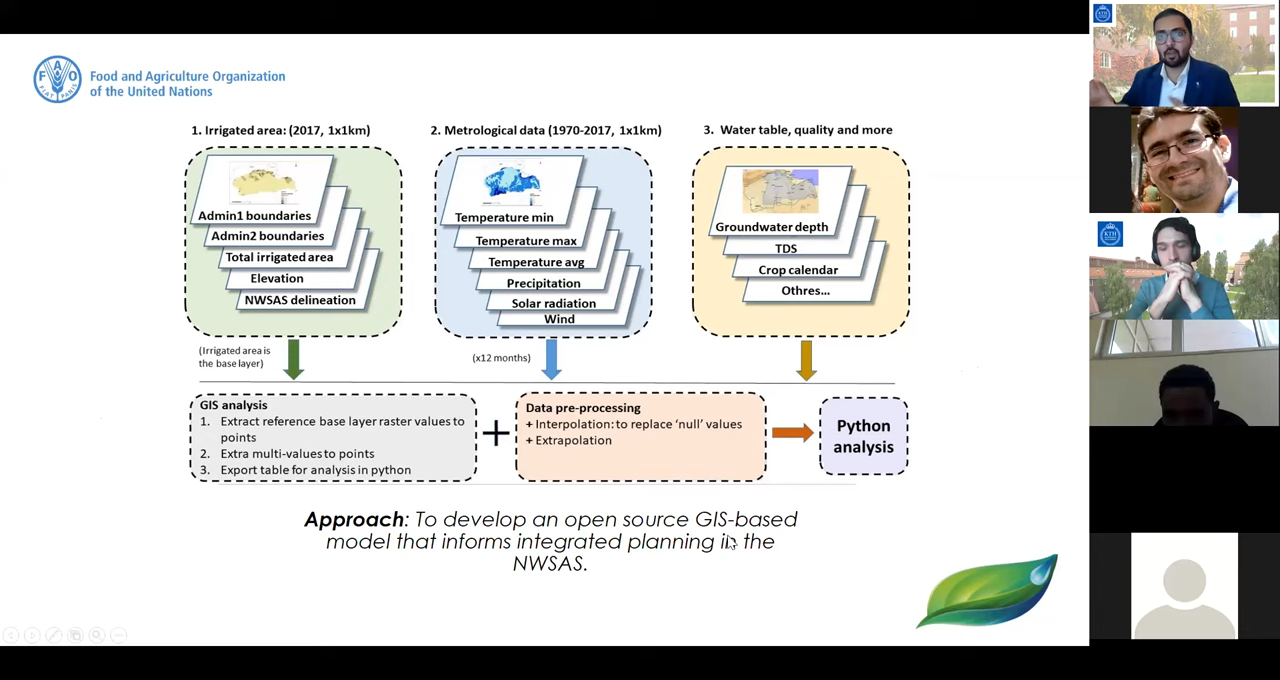 Food and Agriculture Organization
of the United Nations
F A O
FIAT PANIS
1. Irrigated area: (2017, 1x1km)
Admin1 boundaries
Admin2 boundaries
Total irrigated area
Elevation
NWSAS delineation
2. Metrological data (1970-2017, 1x1km)
Temperature min
Temperature max
Temperature avg
Precipitation
Solar radiation
Wind
3. Water table, quality and more
Groundwater depth
TDS
Crop calendar
Othres...
(Irrigated area is
the base layer)
(x12 months)
GIS analysis
1. Extract reference base layer raster values to
points
2. Extra multi-values to points
3. Export table for analysis in python
+
Data pre-processing
+ Interpolation: to replace ‘null’ values
+ Extrapolation
Python
analysis
Approach: To develop an open source GIS-based
model that informs integrated planning in the
NWSAS.
KTH
KTH